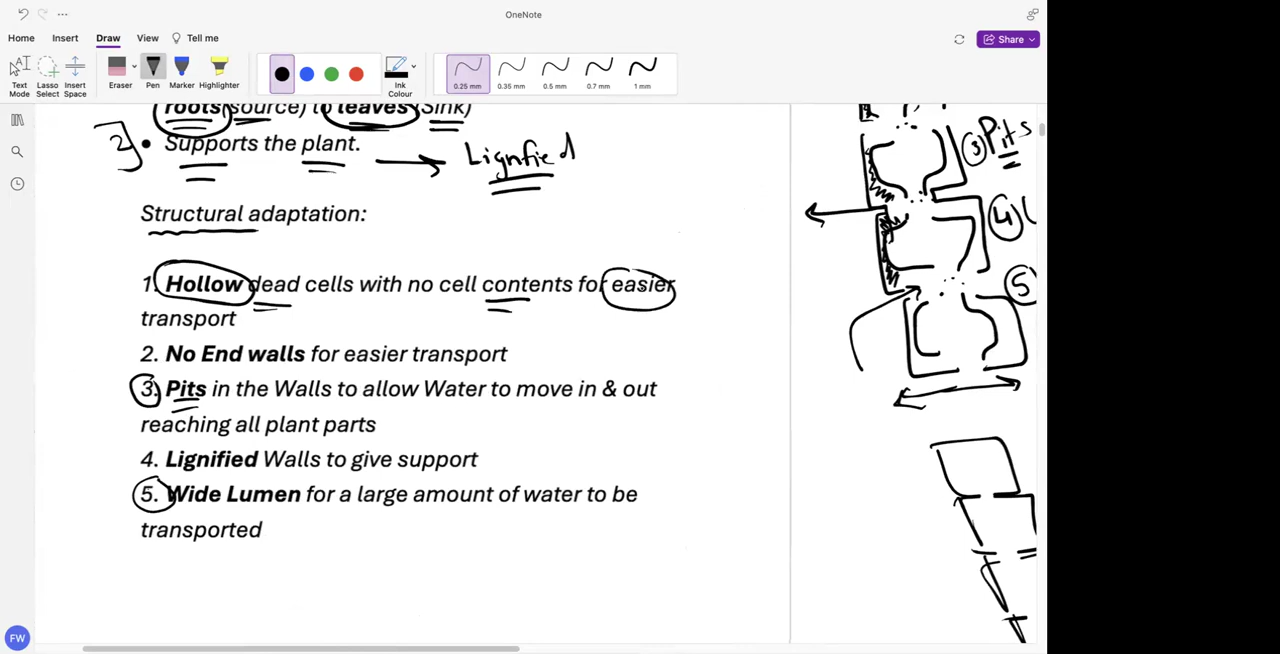 OneNote
Home Insert Draw View Tell me
Share
Text Mode
Lasso Select
Insert Space
Eraser
Pen
Marker
Highlighter
Ink Colour
0.25 mm 0.35 mm 0.5 mm 0.7 mm 1 mm
(roots(source) to leaves (Sink)
2] • Supports the plant. Lignfied
Structural adaptation:
1. Hollow dead cells with no cell contents for easier
transport
2. No End walls for easier transport
3. Pits in the Walls to allow Water to move in & out
reaching all plant parts
4. Lignified Walls to give support
5. Wide Lumen for a large amount of water to be
transported
③ Pits
④
⑤
FW